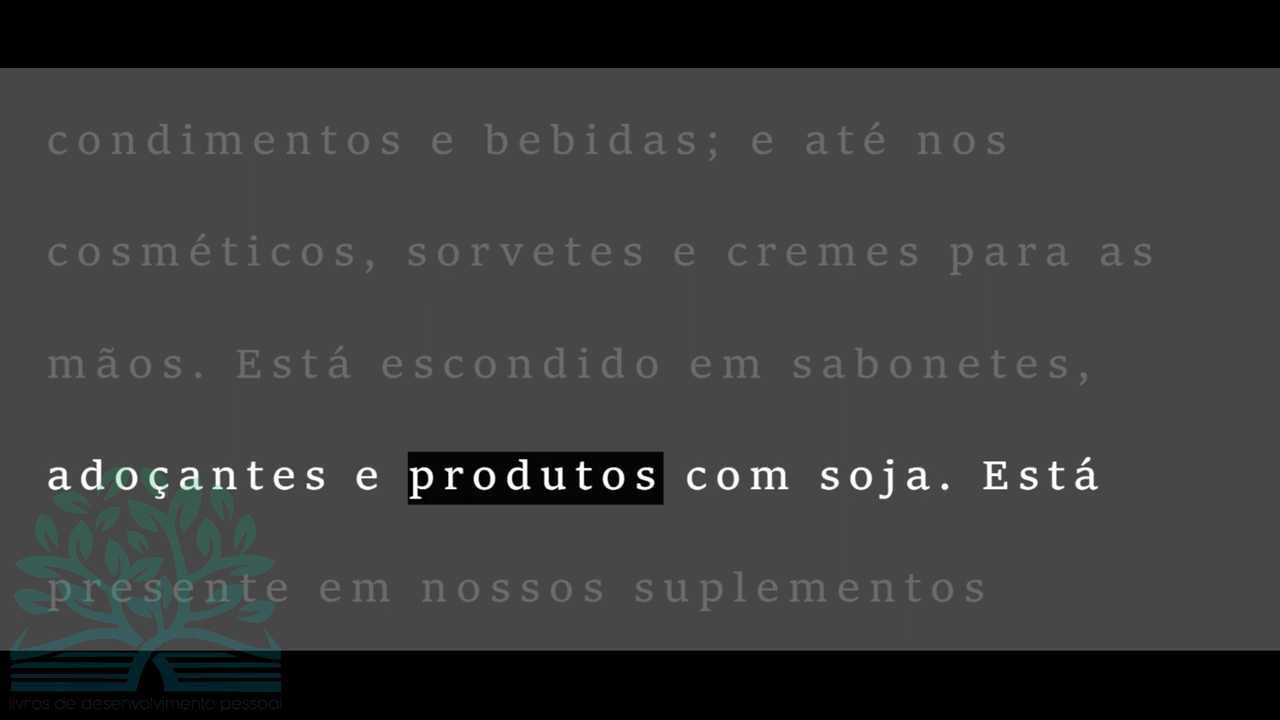 condimentos e bebidas; e até nos
cosméticos, sorvetes e cremes para as
mãos. Está escondido em sabonetes,
adoçantes e produtos com soja. Está
presente em nossos suplementos
livros de desenvolvimento pessoal